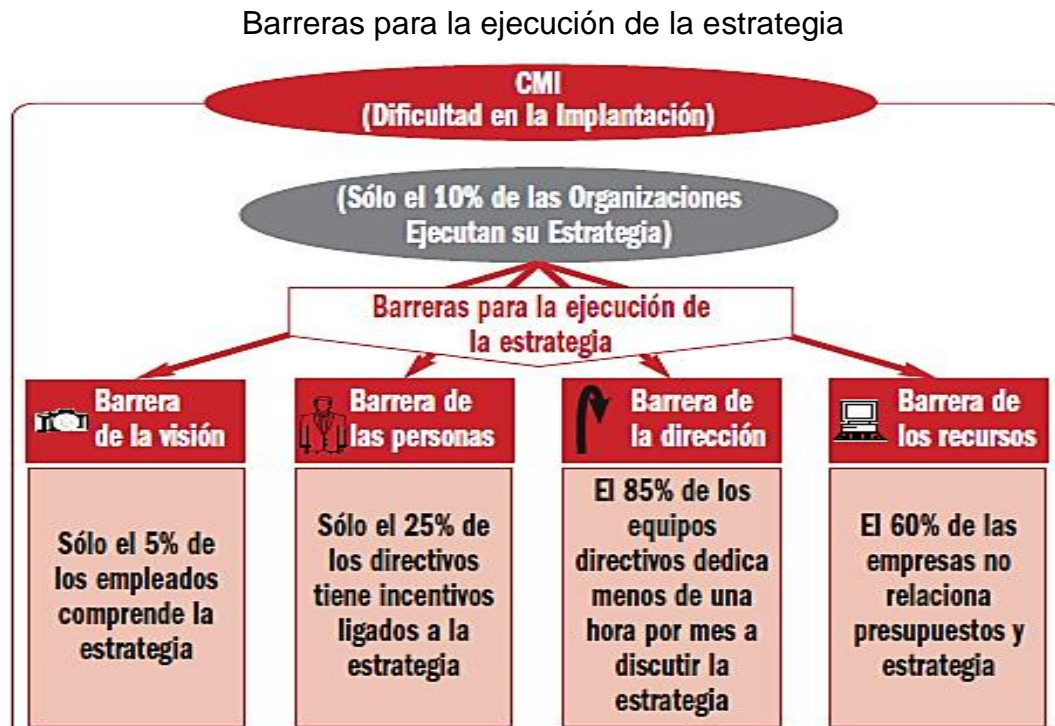 Barreras para la ejecución de la estrategia
CMI
(Dificultad en la Implantación)
(Sólo el 10% de las Organizaciones
Ejecutan su Estrategia)
Barreras para la ejecución de
la estrategia
Barrera
de la visión
Sólo el 5% de
los empleados
comprende la
estrategia
Barrera de
las personas
Sólo el 25% de
los directivos
tiene incentivos
ligados a la
estrategia
Barrera de
la dirección
El 85% de los
equipos
directivos dedica
menos de una
hora por mes a
discutir la
estrategia
Barrera de
los recursos
El 60% de las
empresas no
relaciona
presupuestos y
estrategia